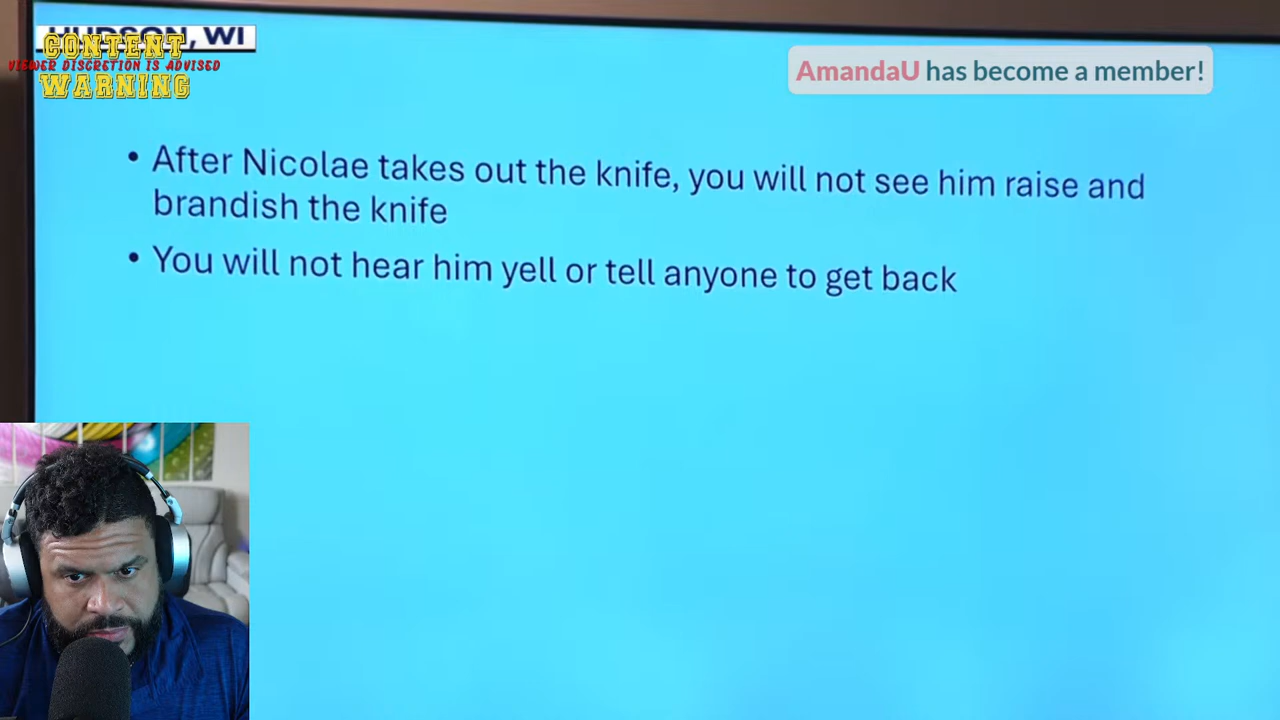 HUDSON, WI
CONTENT
VIEWER DISCRETION IS ADVISED
WARNING
AmandaU has become a member!
• After Nicolae takes out the knife, you will not see him raise and
brandish the knife
• You will not hear him yell or tell anyone to get back